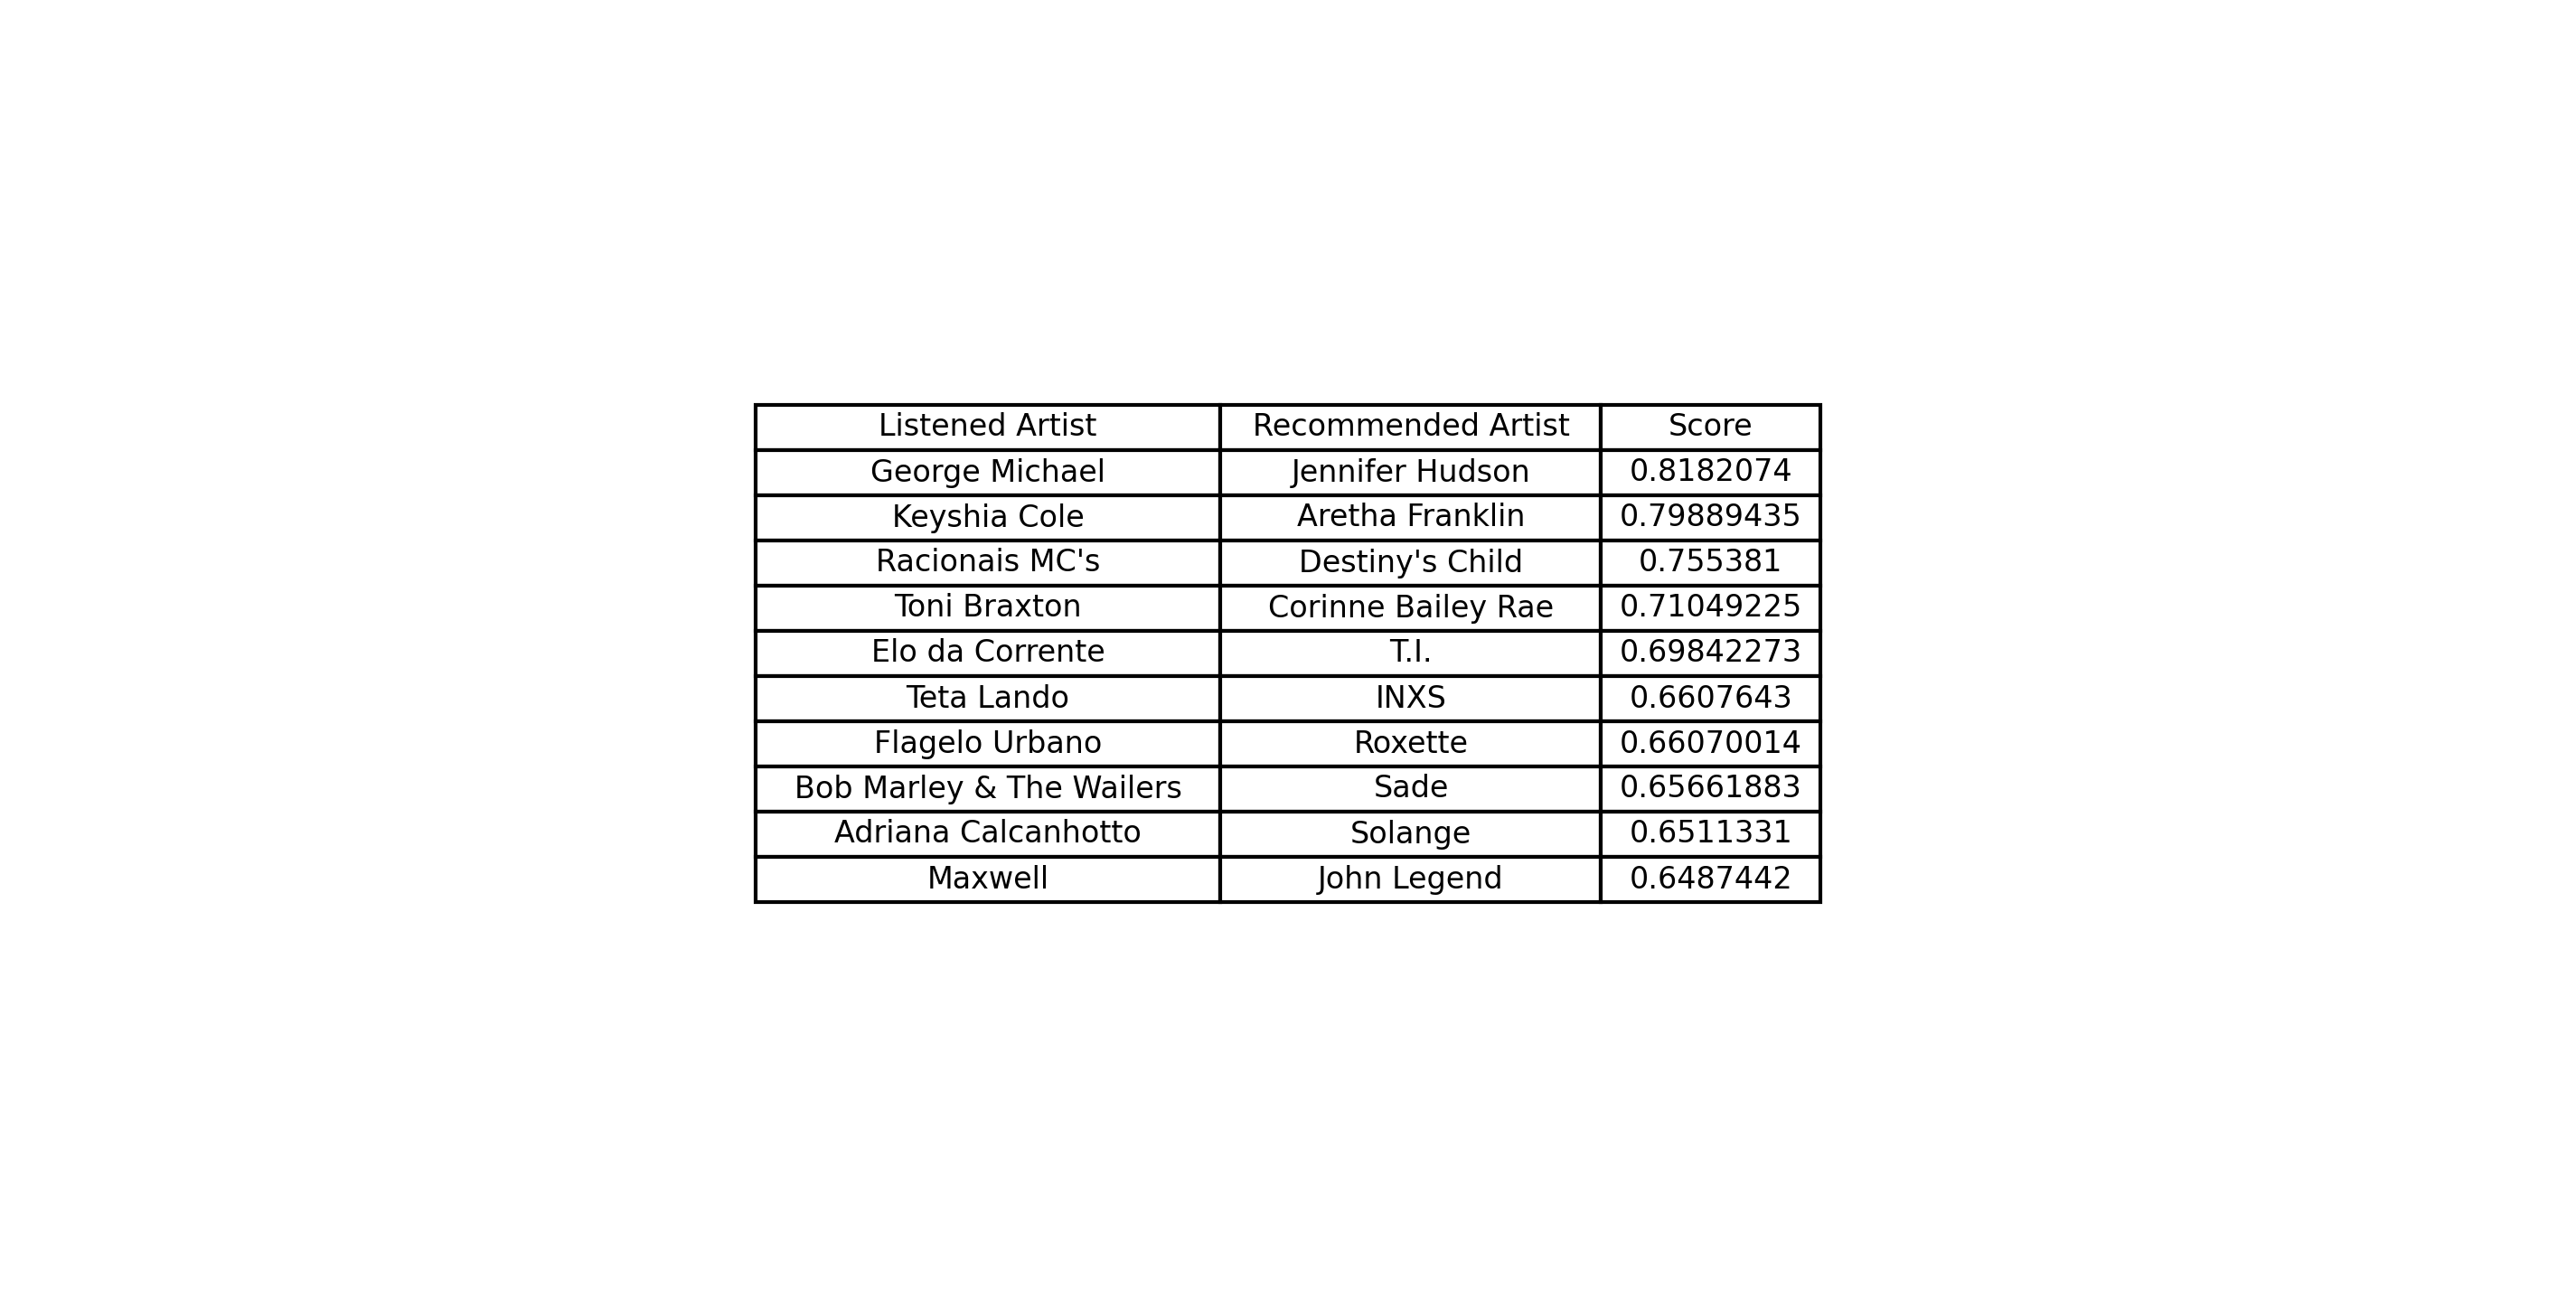 Listened Artist Recommended Artist Score
George Michael Jennifer Hudson 0.8182074
Keyshia Cole Aretha Franklin 0.79889435
Racionais MC's Destiny's Child 0.755381
Toni Braxton Corinne Bailey Rae 0.71049225
Elo da Corrente T.I. 0.69842273
Teta Lando INXS 0.6607643
Flagelo Urbano Roxette 0.66070014
Bob Marley & The Wailers Sade 0.65661883
Adriana Calcanhotto Solange 0.6511331
Maxwell John Legend 0.6487442